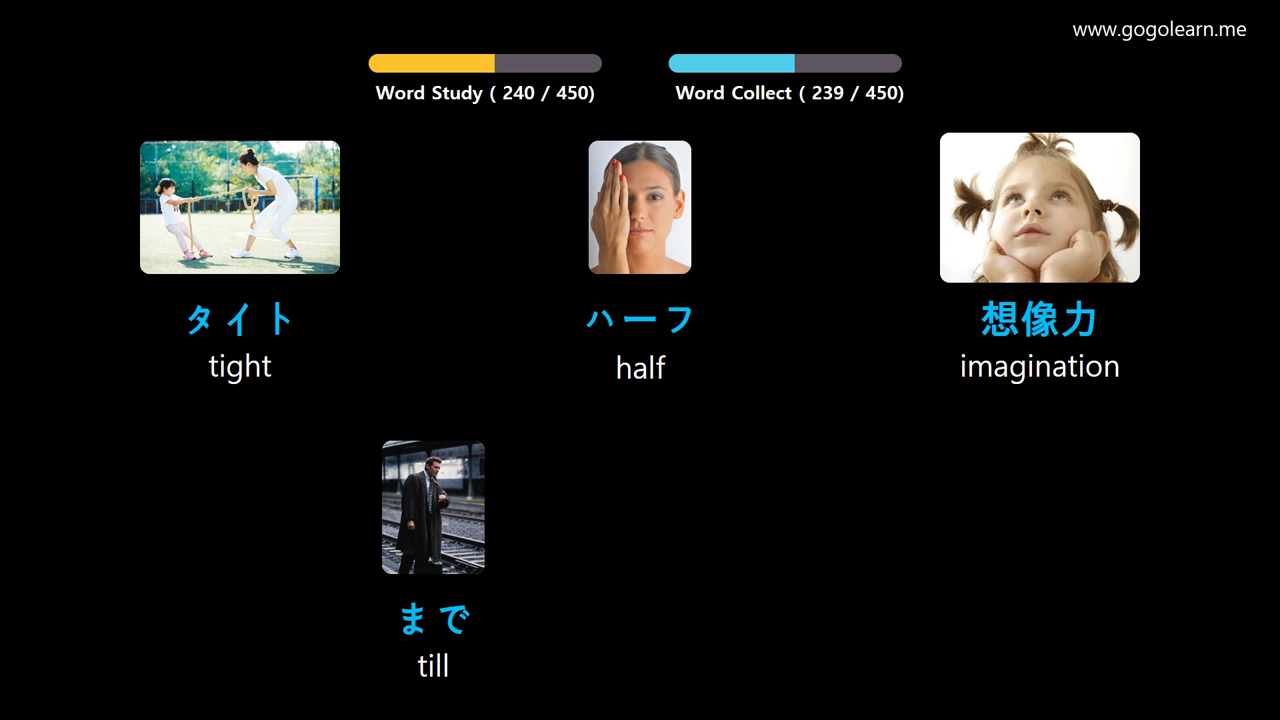 www.gogolearn.me
Word Study ( 240 / 450)
Word Collect ( 239 / 450)
タイト
tight
ハーフ
half
想像力
imagination
まで
till